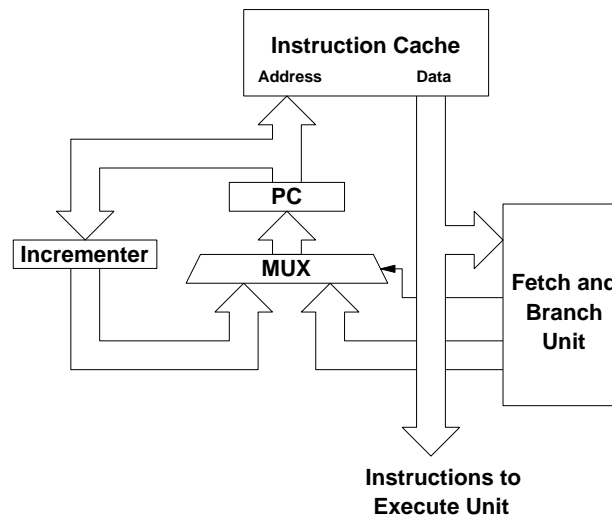 Instruction Cache
Address Data
PC
Incrementer
MUX
Fetch and
Branch
Unit
Instructions to
Execute Unit